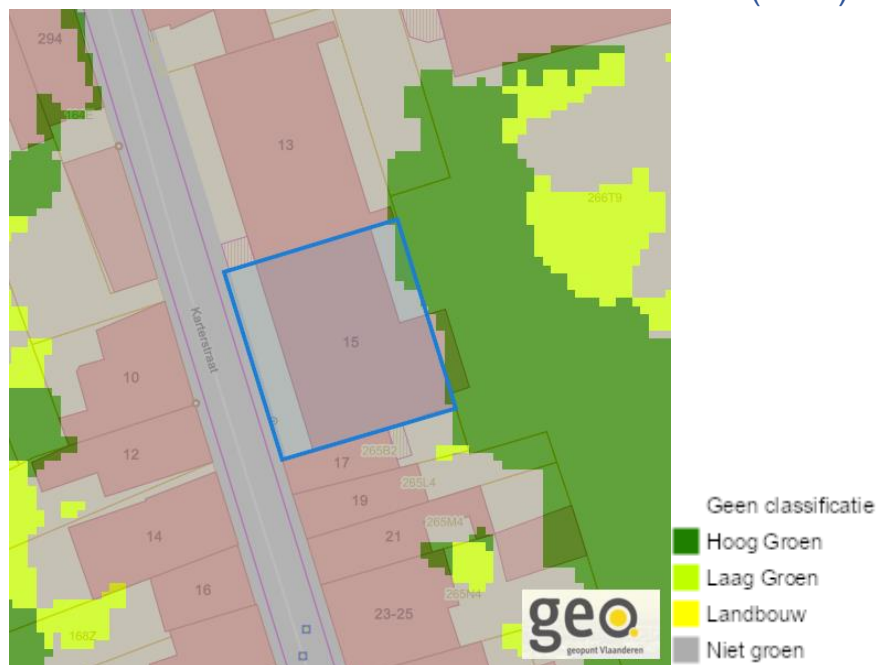 294
164E
13
266T9
Karterstraat
15
10
12
265B2
17
265L4
19
265M4
21
14
16
265N4
23-25
168Z
geo
geopunt Vlaanderen
Geen classificatie
Hoog Groen
Laag Groen
Landbouw
Niet groen